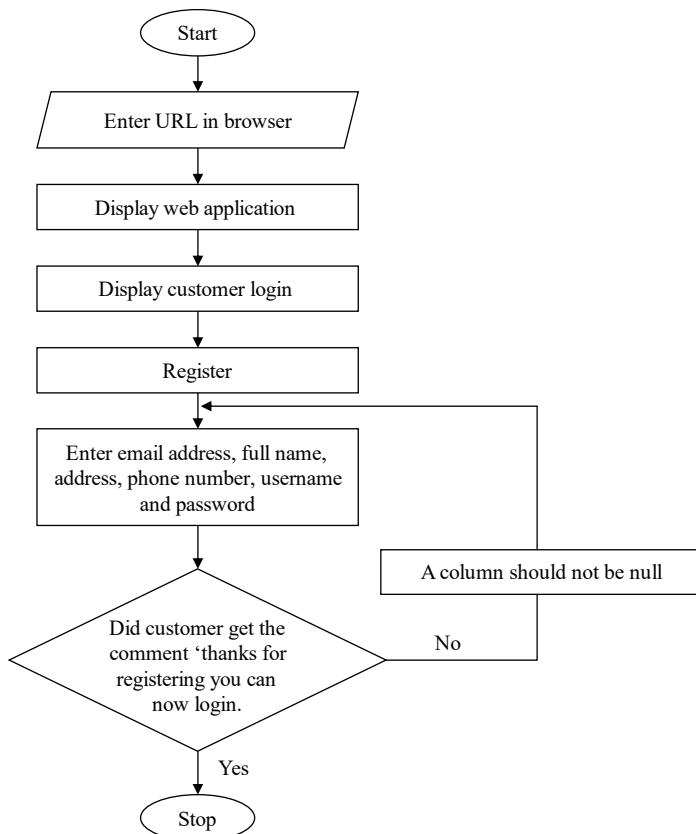 Start
Enter URL in browser
Display web application
Display customer login
Register
Enter email address, full name,
address, phone number, username
and password
A column should not be null
Did customer get the
comment ‘thanks for
registering you can
now login.
No
Yes
Stop